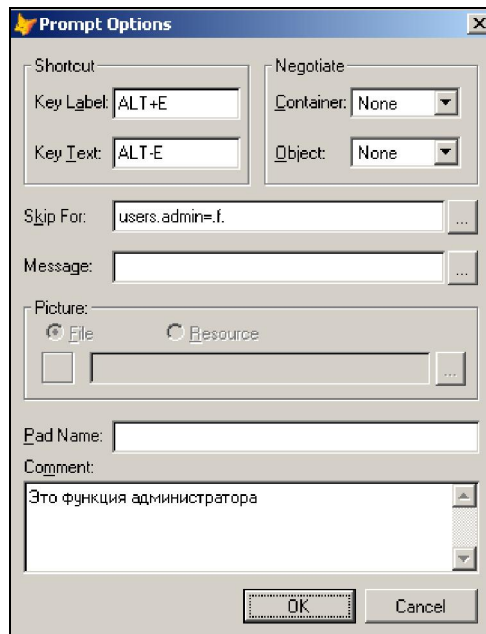 Prompt Options
Shortcut
Negotiate
Key Label: ALT+E
Container: None
Key Text: ALT-E
Object: None
Skip For: users.admin=.f. ...
Message: ...
Picture:
File Resource
...
Pad Name:
Comment:
Это функция администратора
OK Cancel